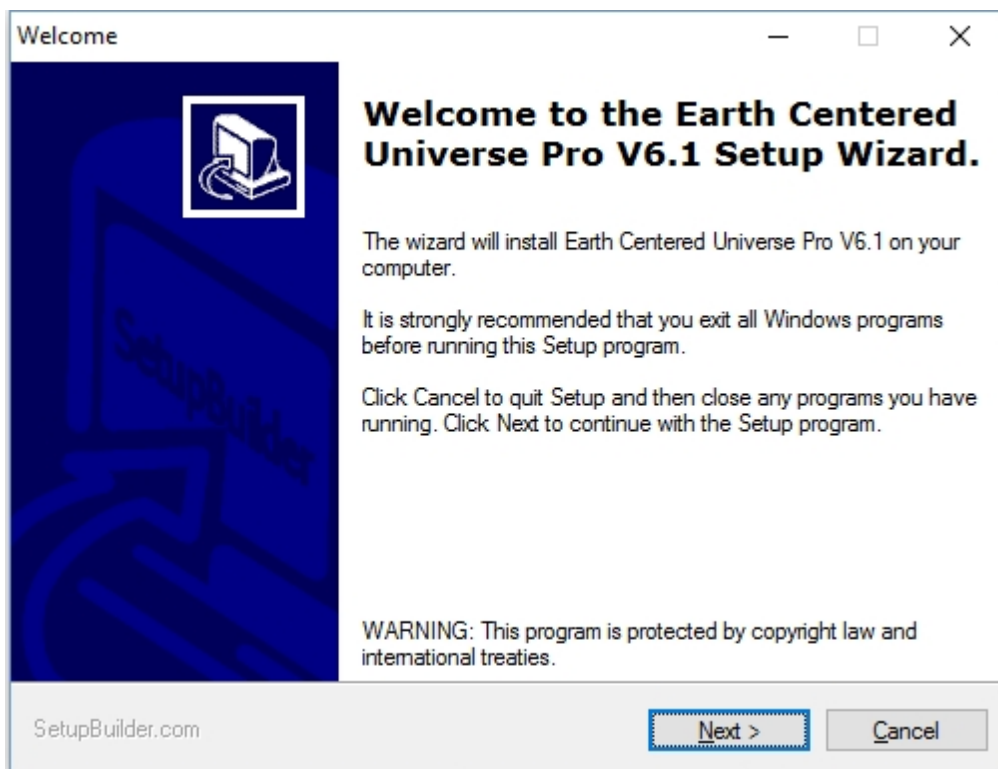 Welcome
Welcome to the Earth Centered
Universe Pro V6.1 Setup Wizard.
The wizard will install Earth Centered Universe Pro V6.1 on your
computer.
It is strongly recommended that you exit all Windows programs
before running this Setup program.
Click Cancel to quit Setup and then close any programs you have
running. Click Next to continue with the Setup program.
SetupBuilder
WARNING: This program is protected by copyright law and
international treaties.
SetupBuilder.com
Next >
Cancel